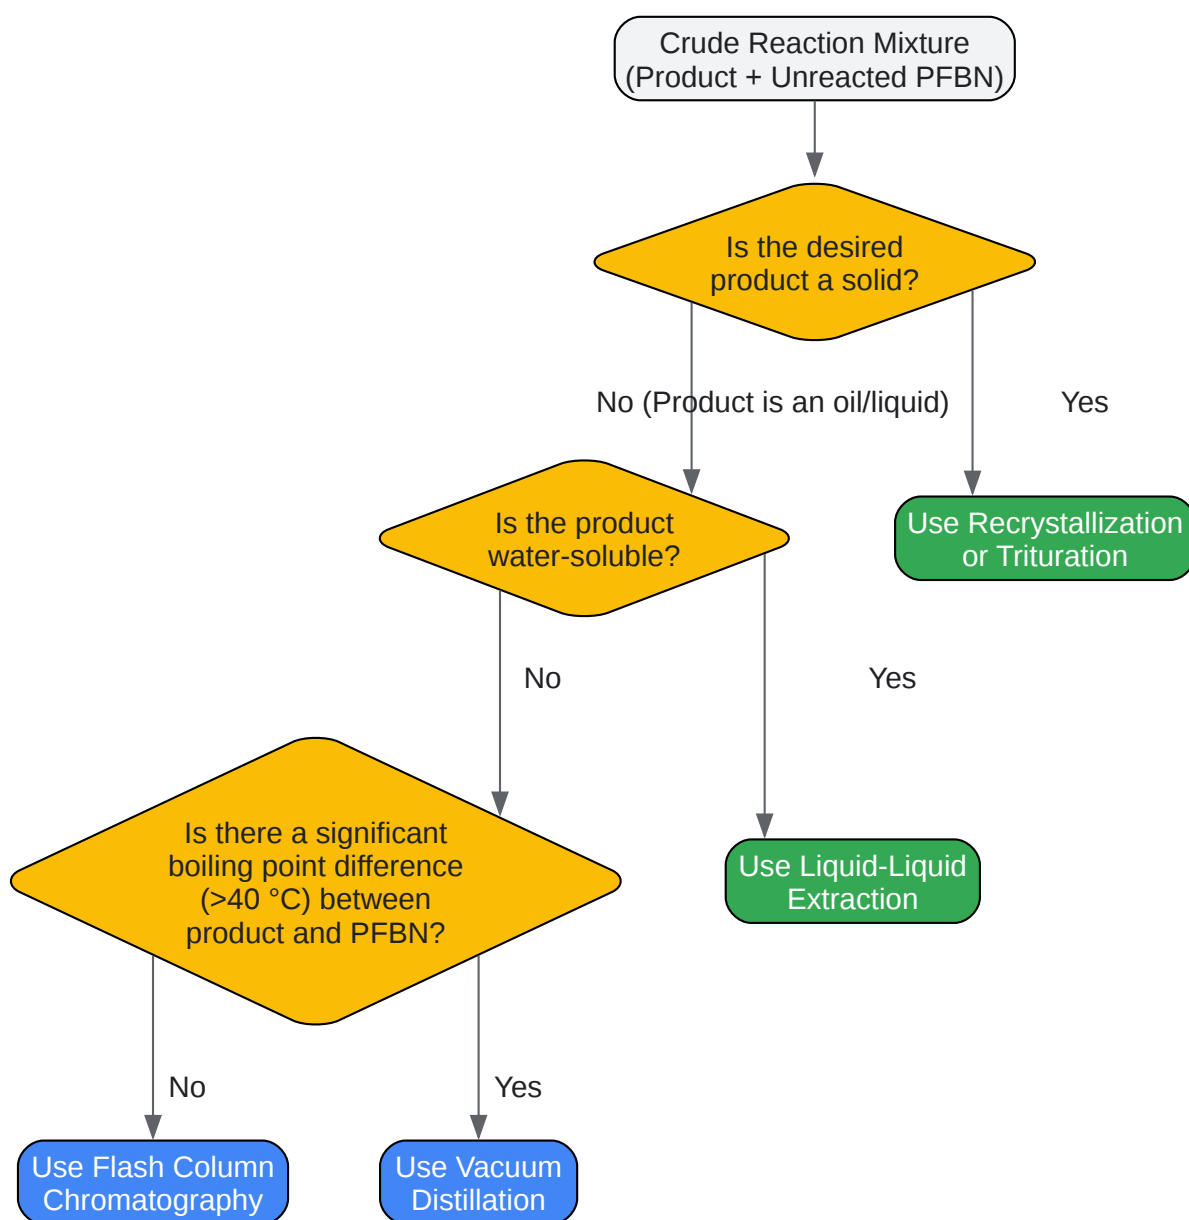 Crude Reaction Mixture
(Product + Unreacted PFBN)
Is the desired
product a solid?
No (Product is an oil/liquid)
Yes
Is the product
water-soluble?
Use Recrystallization
or Trituration
No
Yes
Is there a significant
boiling point difference
(>40 °C) between
product and PFBN?
Use Liquid-Liquid
Extraction
No
Yes
Use Flash Column
Chromatography
Use Vacuum
Distillation